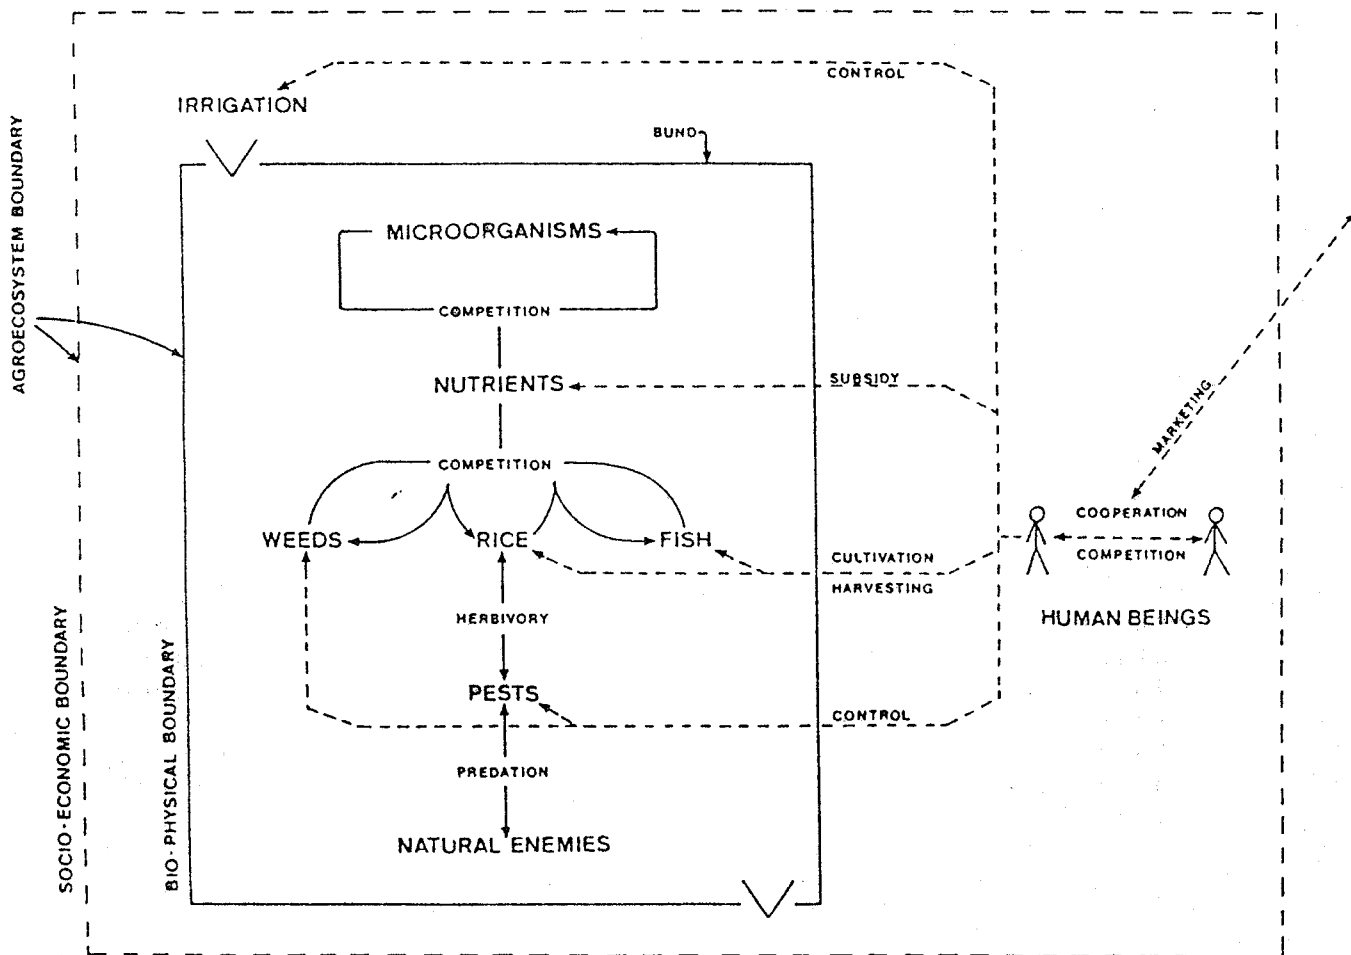 CONTROL
IRRIGATION
BUND
AGROECOSYSTEM BOUNDARY
MICROORGANISMS
COMPETITION
NUTRIENTS
SUBSIDY
MARKETING
COMPETITION
WEEDS
RICE
FISH
COOPERATION
COMPETITION
CULTIVATION
HARVESTING
HERBIVORY
HUMAN BEINGS
PESTS
CONTROL
PREDATION
NATURAL ENEMIES
SOCIO-ECONOMIC BOUNDARY
BIO-PHYSICAL BOUNDARY